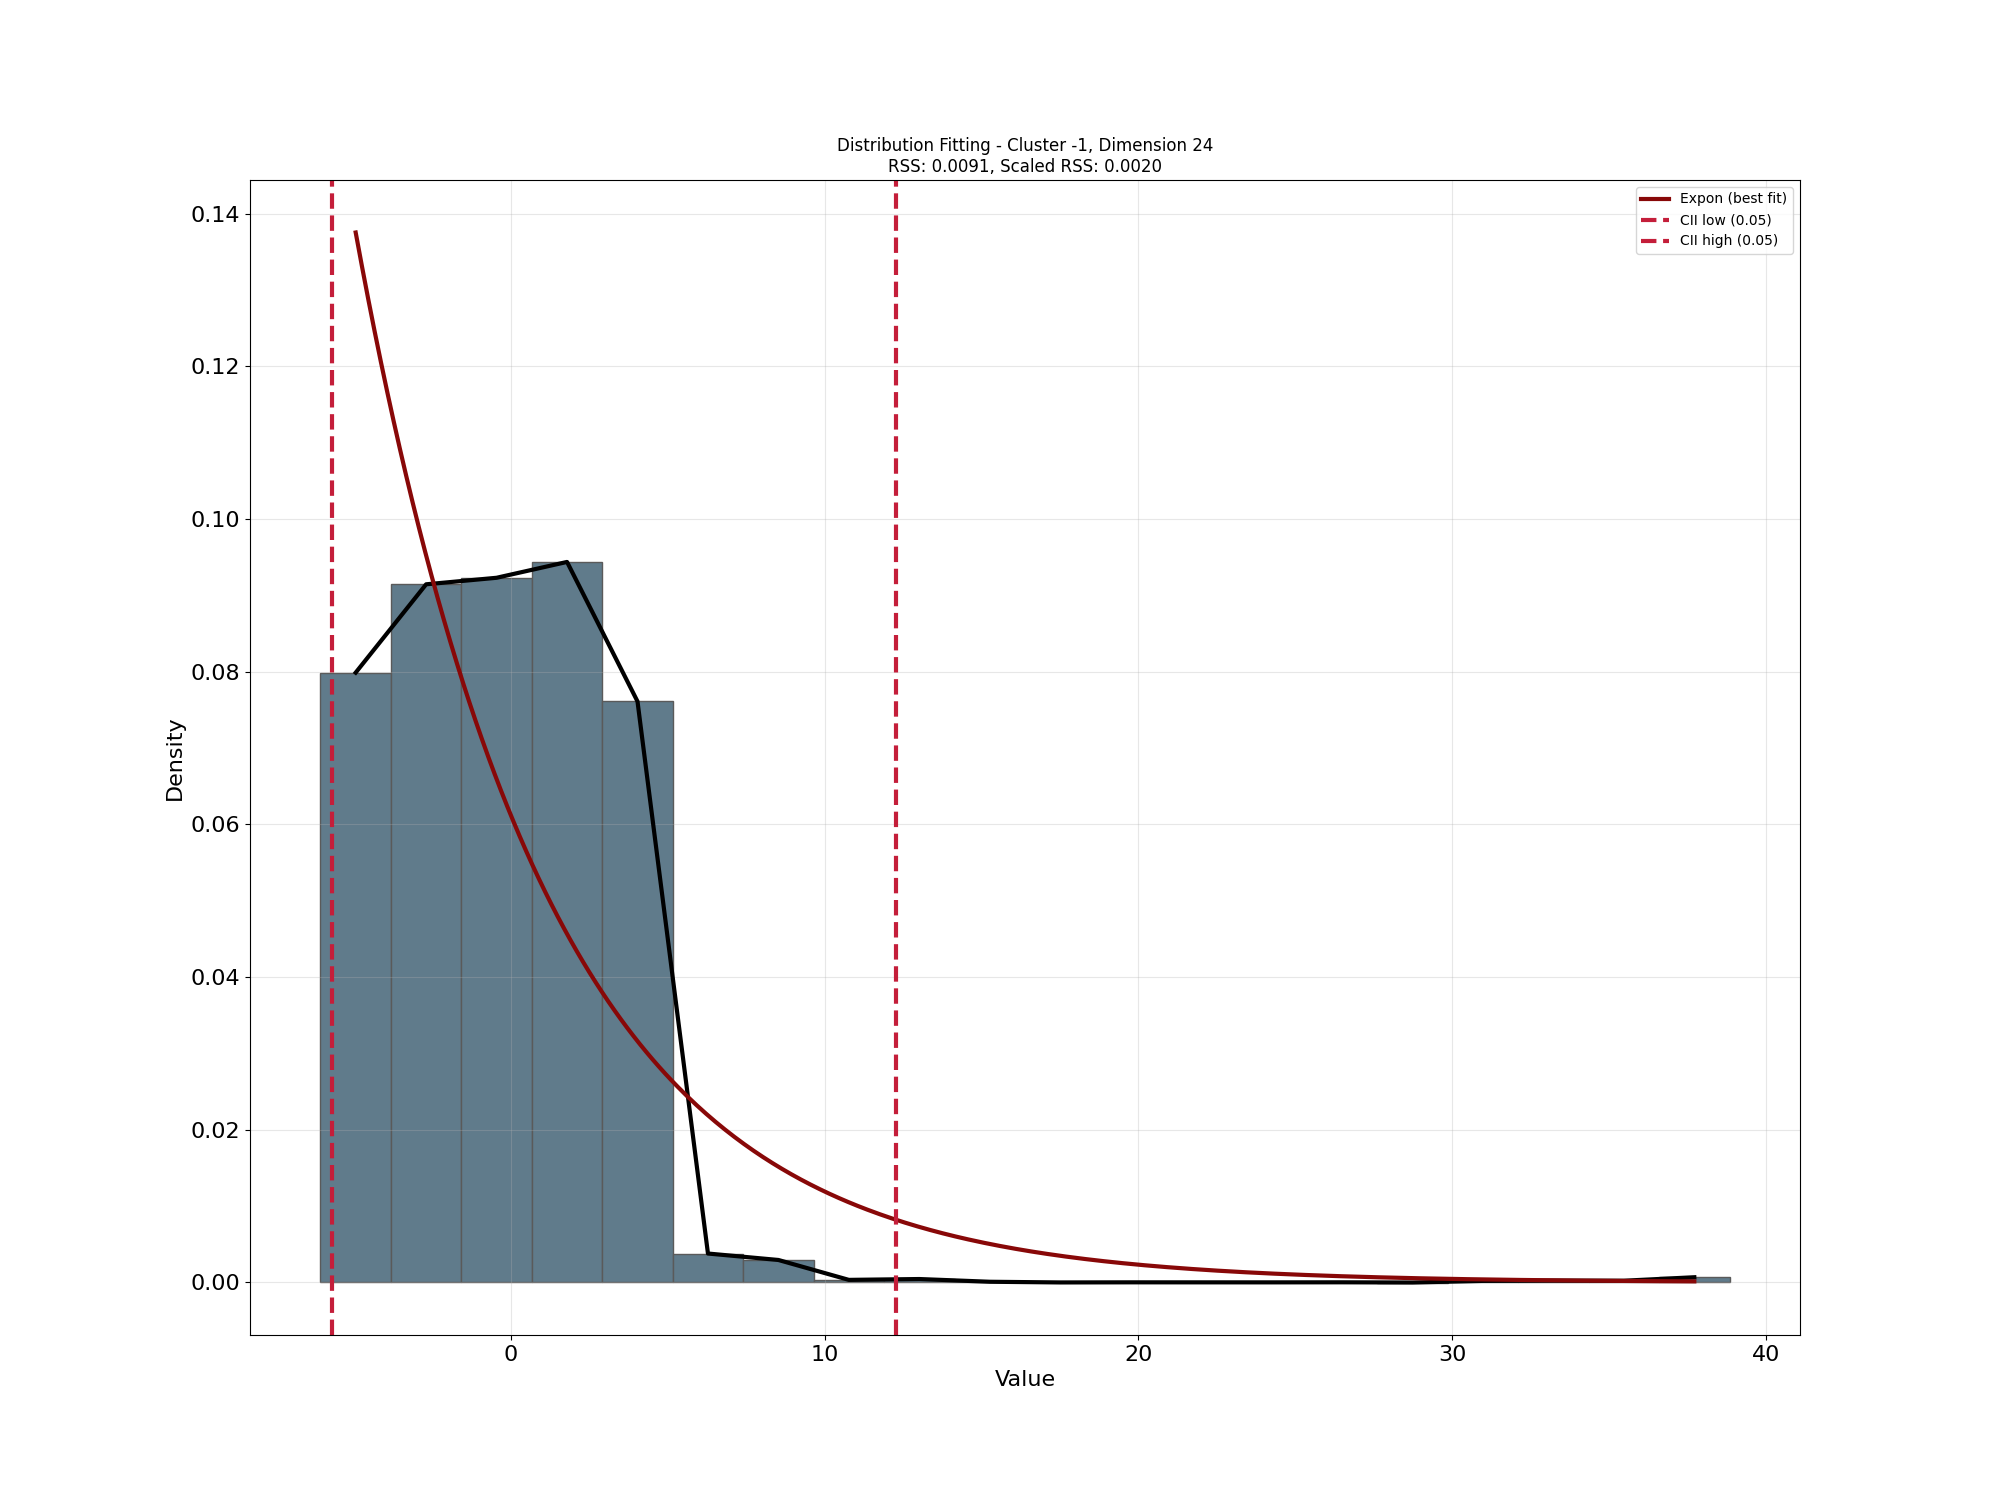 Distribution Fitting - Cluster -1, Dimension 24
RSS: 0.0091, Scaled RSS: 0.0020
Expon (best fit)
CII low (0.05)
CII high (0.05)
0.14
0.12
0.10
0.08
0.06
0.04
0.02
0.00
Density
0 10 20 30 40
Value